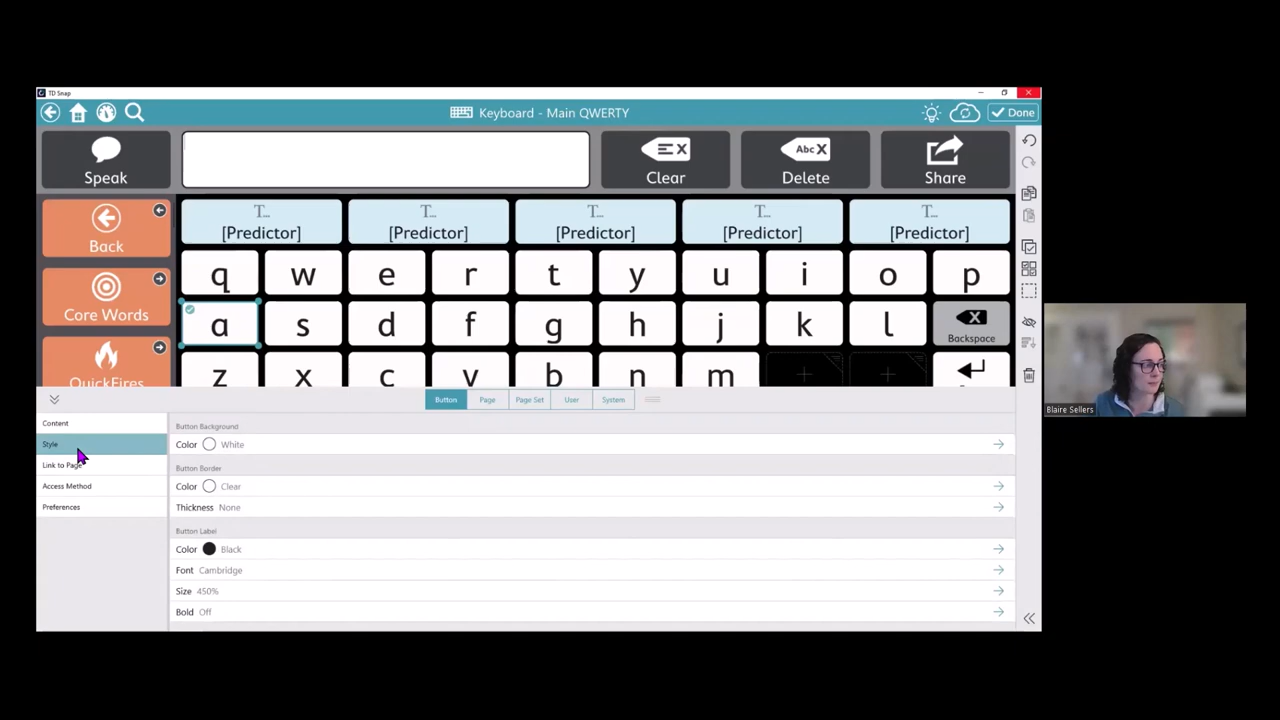 TD Snap
Keyboard - Main QWERTY
Done
Speak
Clear
Abc X
Delete
Share
Back
T...
[Predictor]
T...
[Predictor]
T...
[Predictor]
T...
[Predictor]
T...
[Predictor]
q w e r t y u i o p
Core Words
a s d f g h j k l
Backspace
QuickFires
z x c v b n m
Button
Page
Page Set
User
System
Content
Style
Link to Page
Access Method
Preferences
Button Background
Color White
Button Border
Color Clear
Thickness None
Button Label
Color Black
Font Cambridge
Size 450%
Bold Off
Blaire Sellers